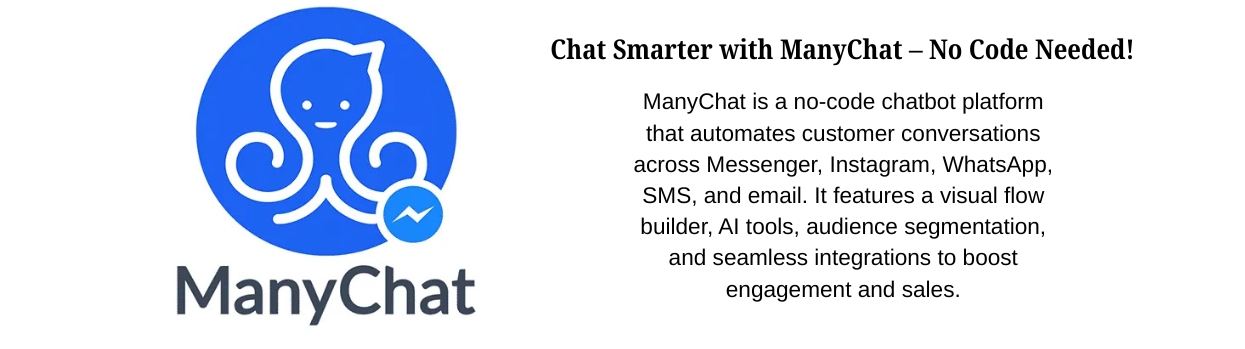 ManyChat
Chat Smarter with ManyChat – No Code Needed!
ManyChat is a no-code chatbot platform
that automates customer conversations
across Messenger, Instagram, WhatsApp,
SMS, and email. It features a visual flow
builder, AI tools, audience segmentation,
and seamless integrations to boost
engagement and sales.